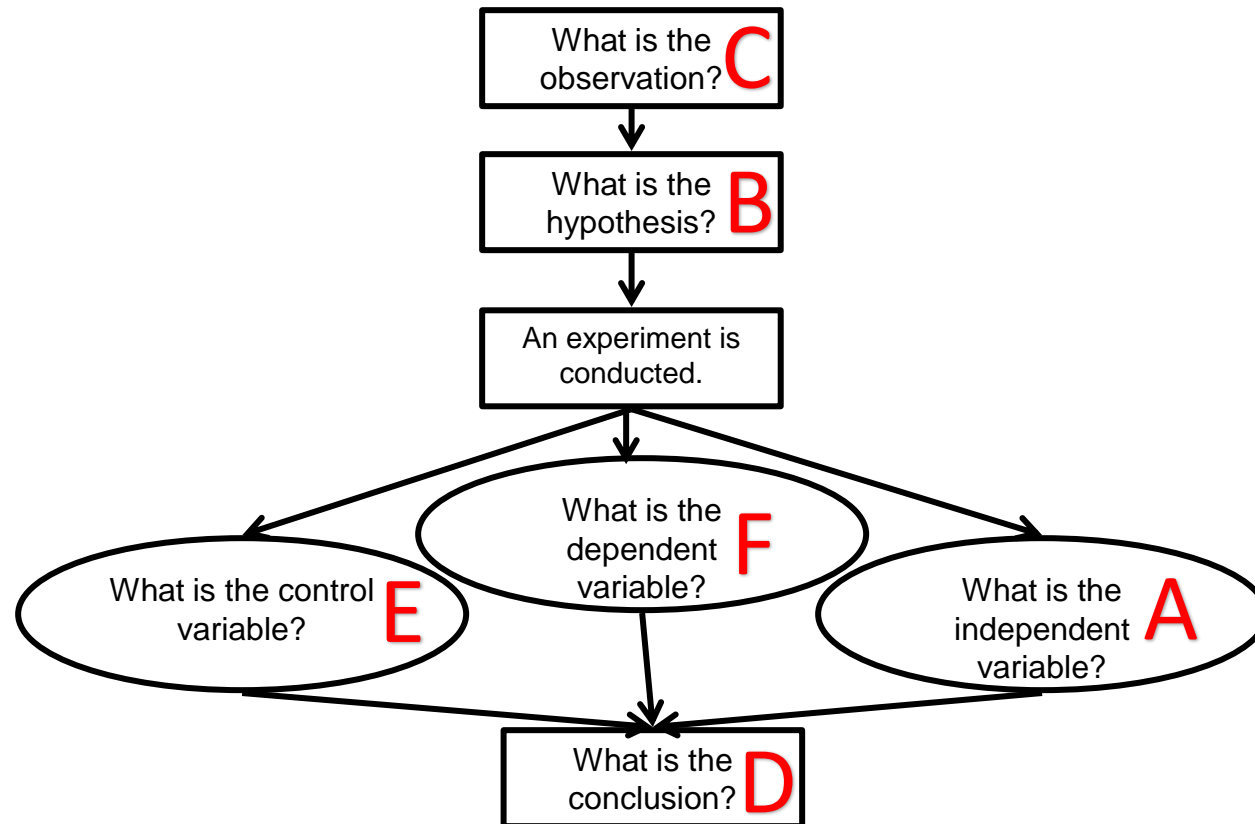 What is the
observation? C
What is the
hypothesis? B
An experiment is
conducted.
What is the control
variable? E
What is the
dependent
variable? F
What is the
independent
variable? A
What is the
conclusion? D